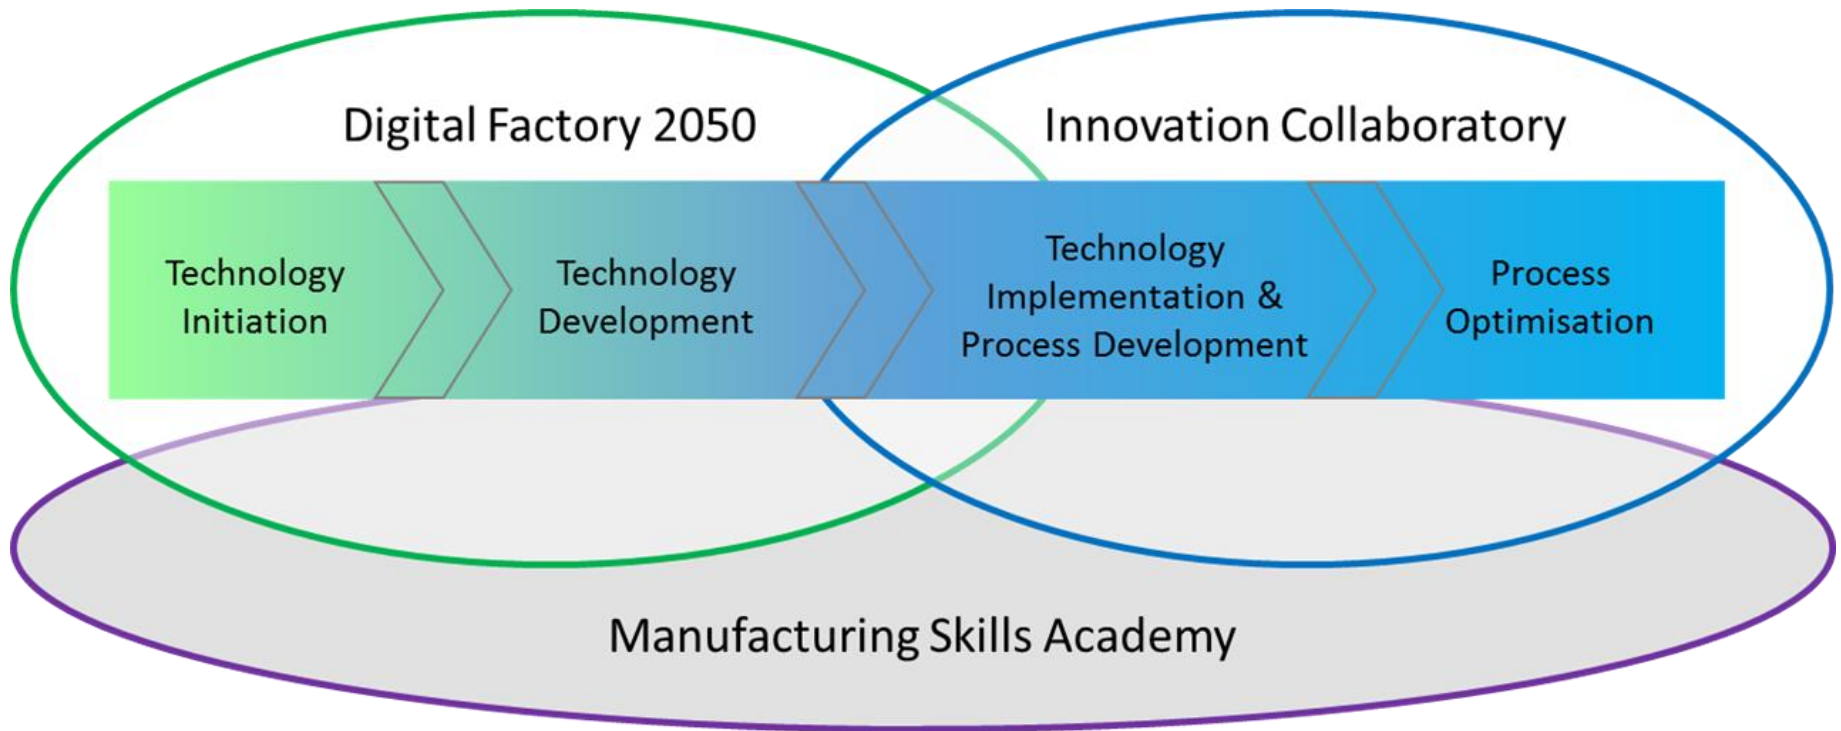 Digital Factory 2050
Innovation Collaboratory
Technology
Initiation
Technology
Development
Technology
Implementation &
Process Development
Process
Optimisation
Manufacturing Skills Academy